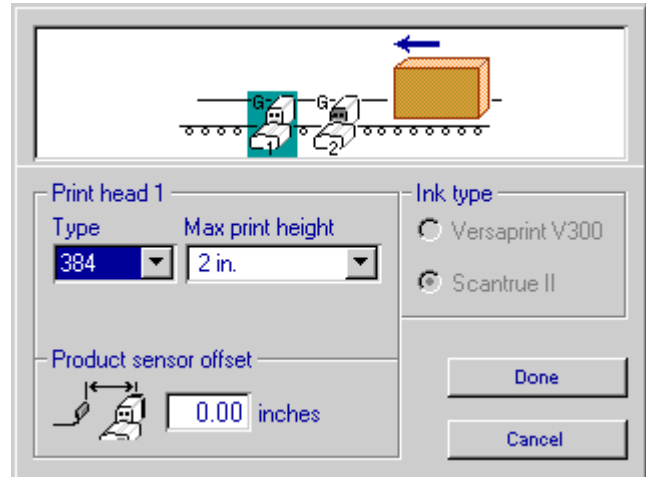 G G
1 2
Print head 1
Type Max print height
384 2 in.
Ink type
Versaprint V300
Scantrue II
Product sensor offset
0.00 inches
Done
Cancel